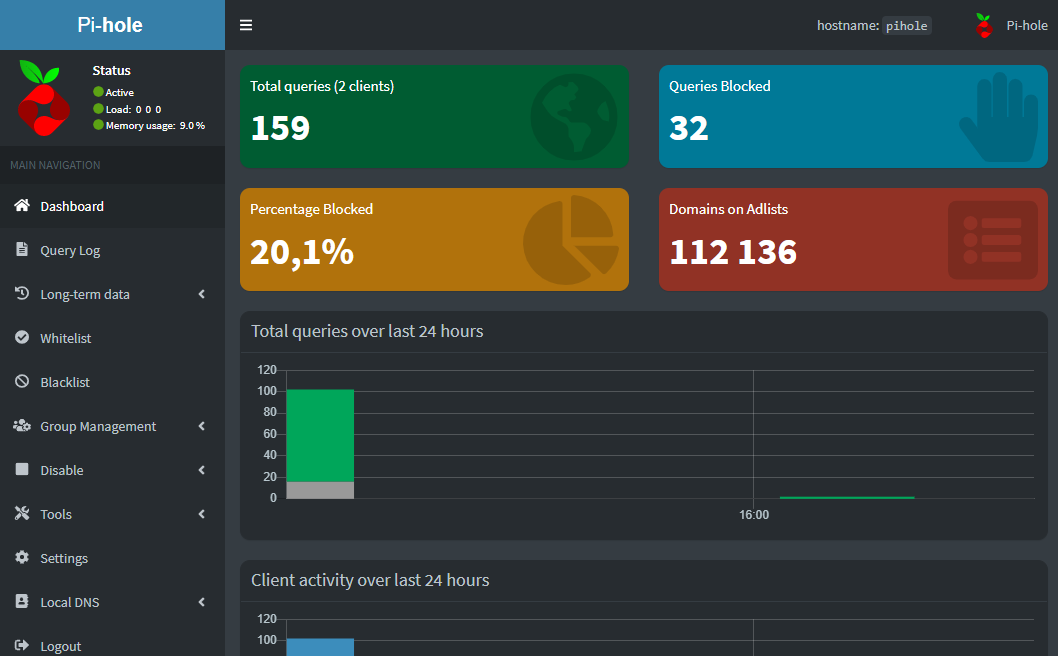 Pi-hole
hostname: pihole
Pi-hole
Status
Active
Load: 0 0 0
Memory usage: 9.0 %
MAIN NAVIGATION
Dashboard
Query Log
Long-term data
Whitelist
Blacklist
Group Management
Disable
Tools
Settings
Local DNS
Logout
Total queries (2 clients)
159
Queries Blocked
32
Percentage Blocked
20,1%
Domains on Adlists
112 136
Total queries over last 24 hours
120
100
80
60
40
20
0
16:00
Client activity over last 24 hours
120
100